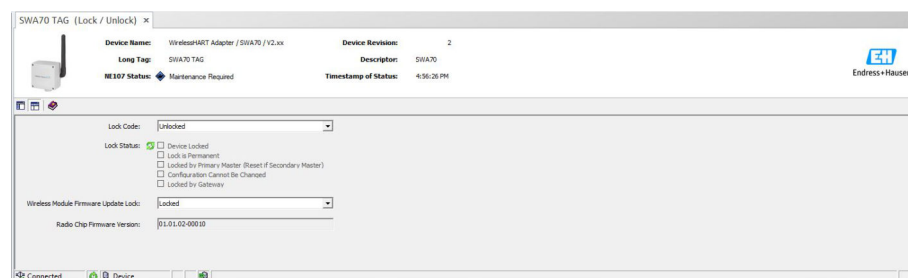 SWA70 TAG (Lock / Unlock) ×
Device Name: WirelessHART Adapter / SWA70 / V2.xx Device Revision: 2
Long Tag: SWA70 TAG Descriptor: SWA70
NE107 Status: Maintenance Required Timestamp of Status: 4:56:26 PM
EH
Endress+Hauser
Lock Code: Unlocked
Lock Status: Device Locked
Lock is Permanent
Locked by Primary Master (Reset if Secondary Master)
Configuration Cannot Be Changed
Locked by Gateway
Wireless Module Firmware Update Lock: Locked
Radio Chip Firmware Version: 01.01.02-00010
Connected Device